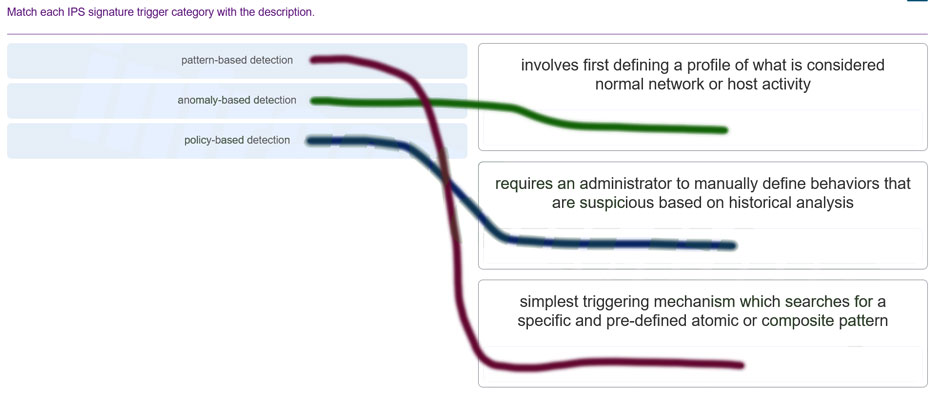 Match each IPS signature trigger category with the description.
pattern-based detection
anomaly-based detection
policy-based detection
involves first defining a profile of what is considered
normal network or host activity
requires an administrator to manually define behaviors that
are suspicious based on historical analysis
simplest triggering mechanism which searches for a
specific and pre-defined atomic or composite pattern